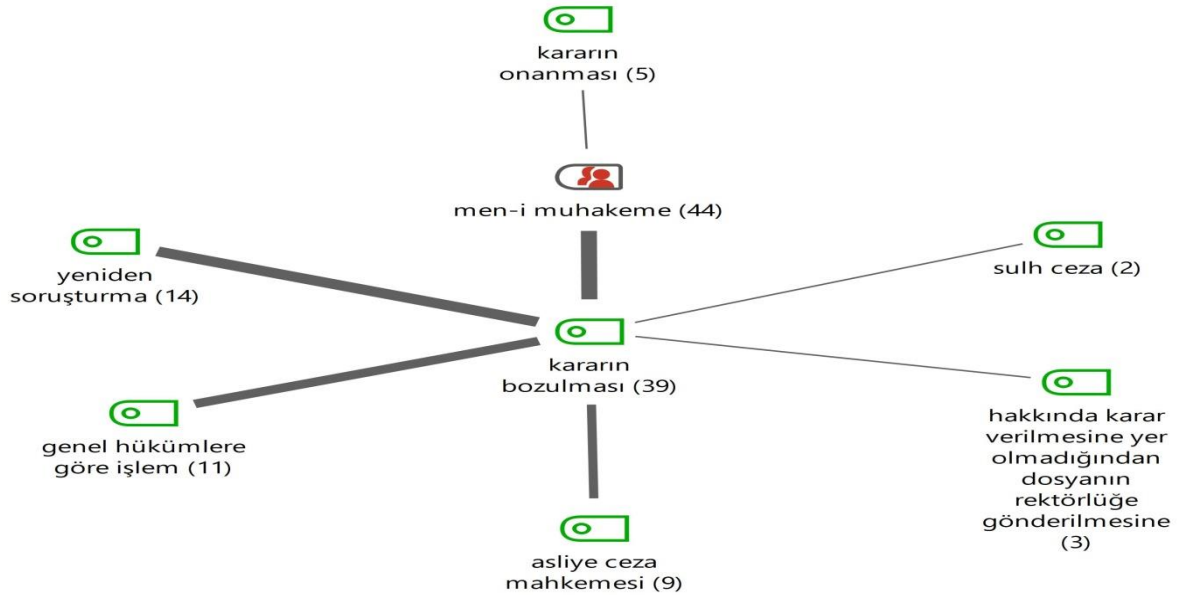 kararın
onanması (5)
men-i muhakeme (44)
yeniden
soruşturma (14)
sulh ceza (2)
kararın
bozulması (39)
genel hükümlere
göre işlem (11)
hakkında karar
verilmesine yer
olmadığından
dosyanın
rektörlüğe
gönderilmesine
(3)
asliye ceza
mahkemesi (9)